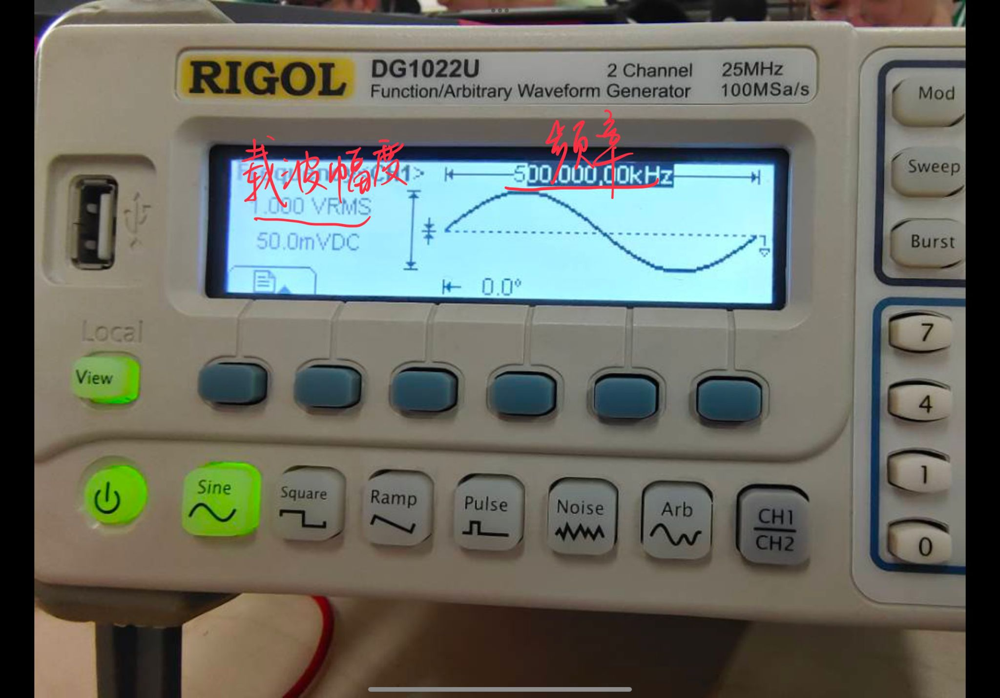 RIGOL
DG1022U 2 Channel 25MHz
Function/Arbitrary Waveform Generator 100MSa/s
载波幅度
频率
Frequency<CH1>
500.000,00kHz
1.000 VRMS
50.0mVDC
0.0°
Local
View
Sine
Square
Ramp
Pulse
Noise
Arb
CH1
CH2
Mod
Sweep
Burst
7
4
1
0